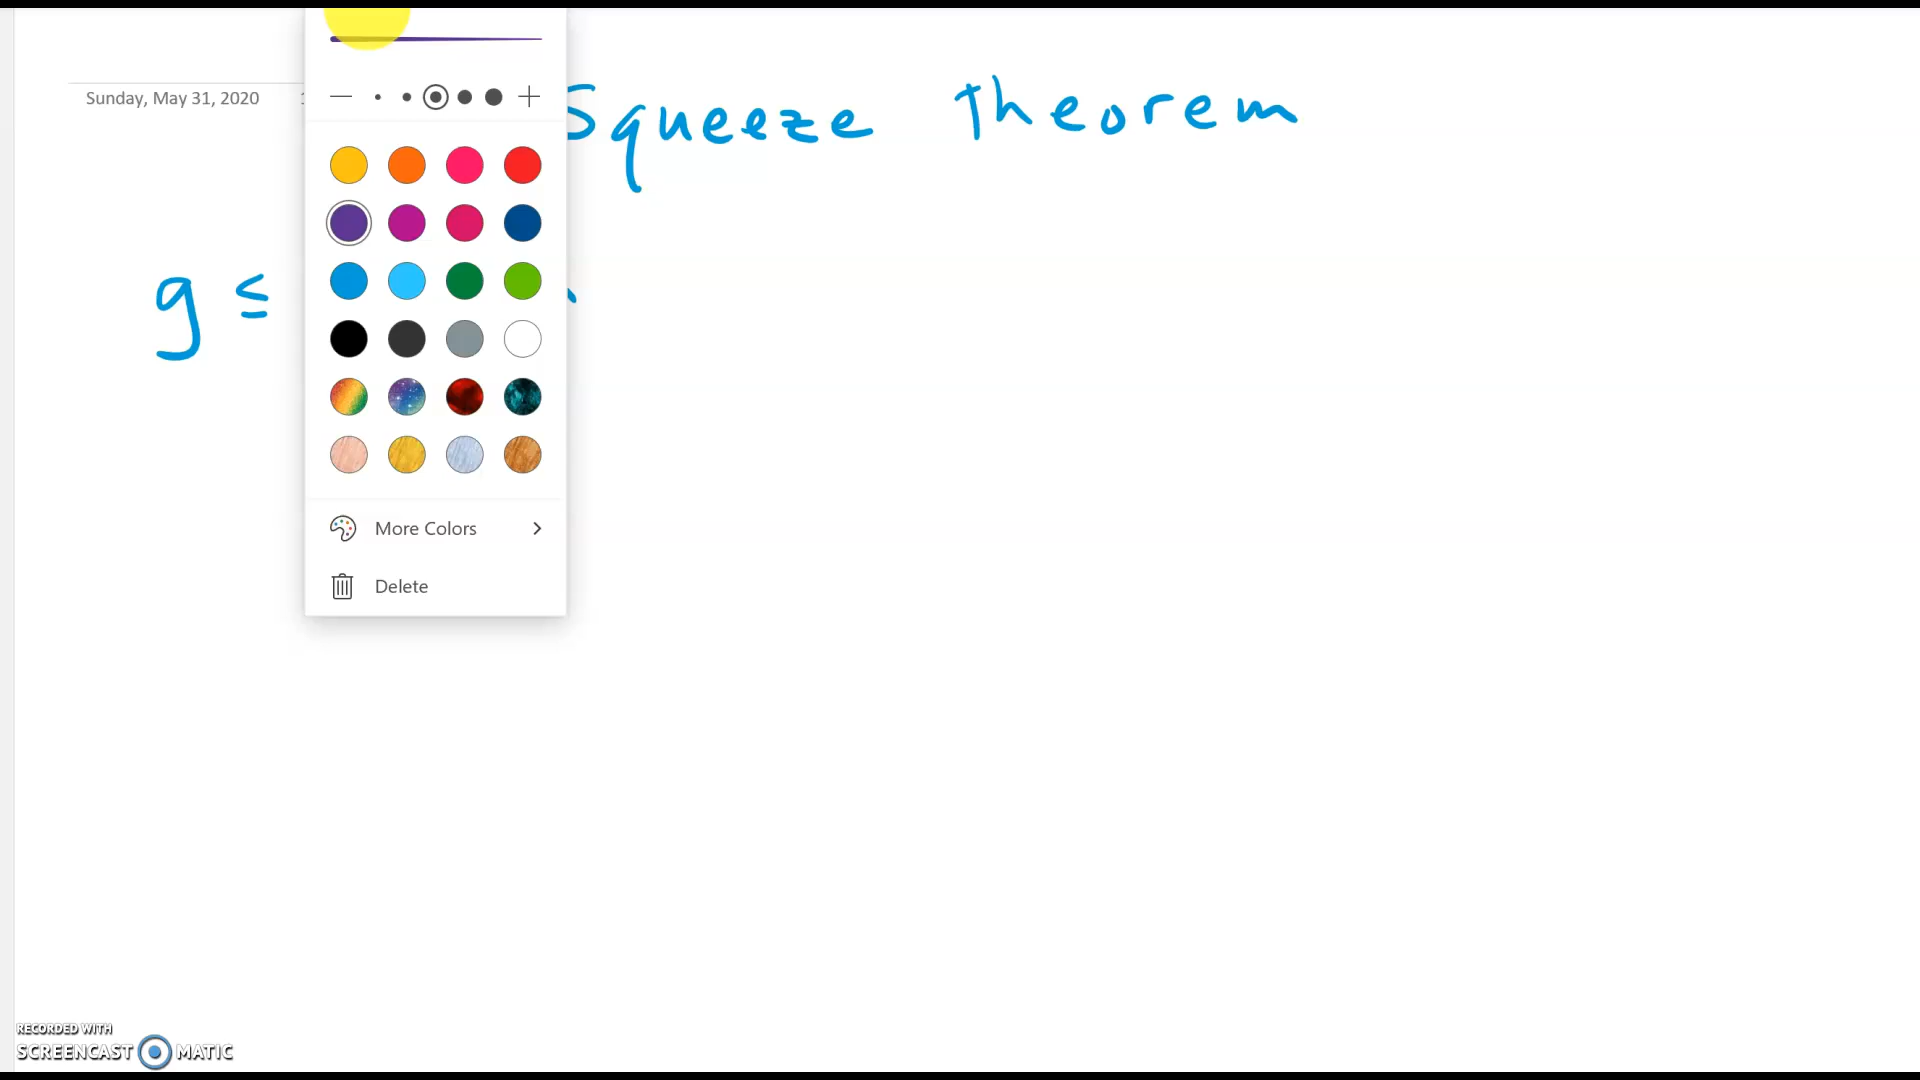 Squeeze Theorem
Sunday, May 31, 2020
g ≤
More Colors
Delete
RECORDED WITH
SCREENCAST MATIC